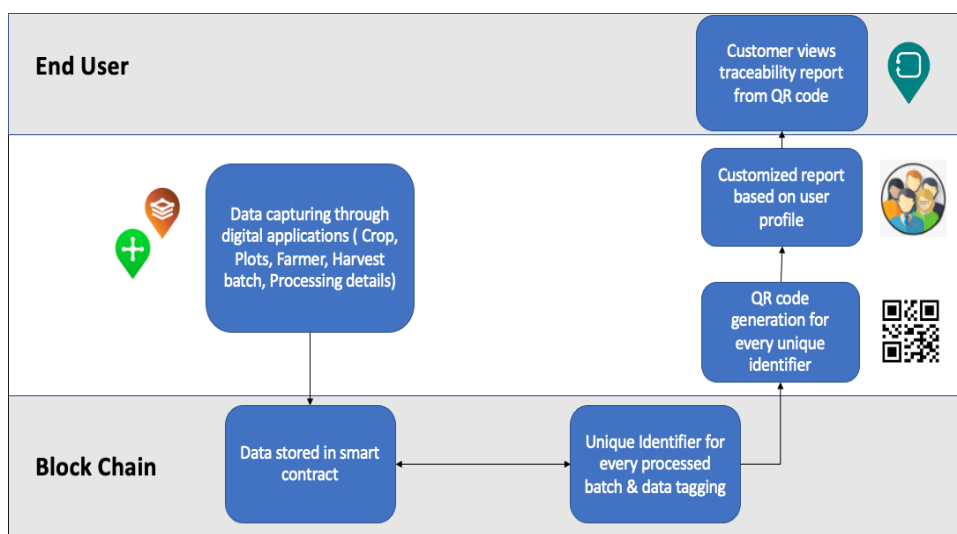 End User
Customer views
traceability report
from QR code
Customized report
based on user
profile
Data capturing through
digital applications ( Crop,
Plots, Farmer, Harvest
batch, Processing details)
QR code
generation for
every unique
identifier
Block Chain
Data stored in smart
contract
Unique Identifier for
every processed
batch & data tagging